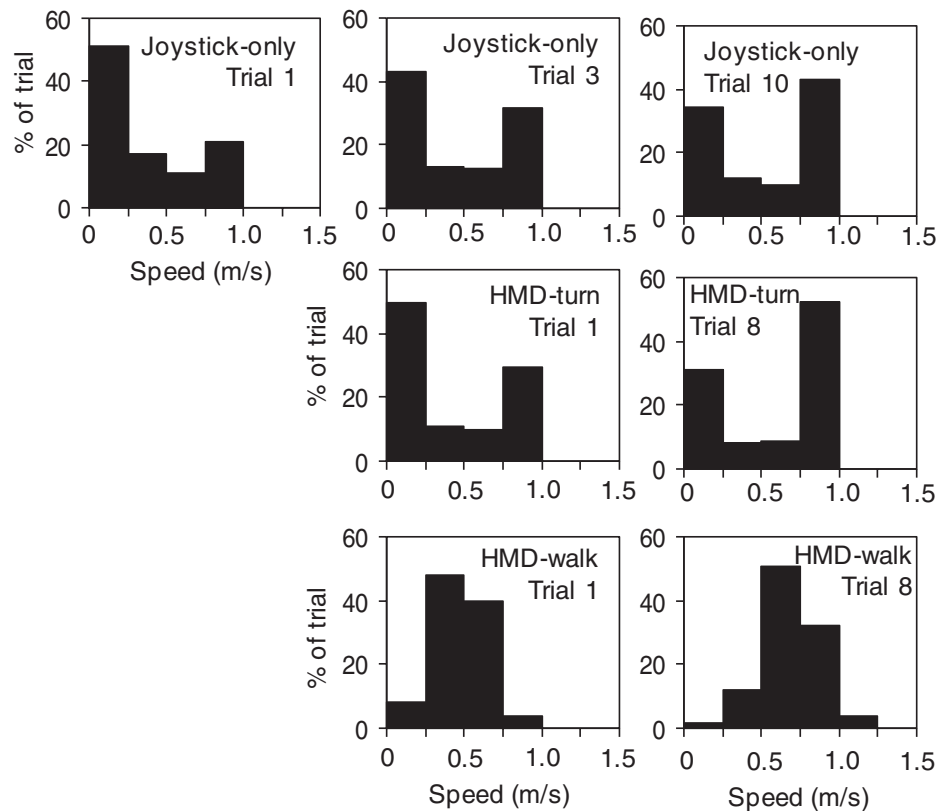 60
40
20
0
% of trial
Joystick-only
Trial 1
0 0.5 1.0 1.5
Speed (m/s)
60
40
20
0
Joystick-only
Trial 3
0 0.5 1.0 1.5
60
40
20
0
Joystick-only
Trial 10
0 0.5 1.0 1.5
60
40
20
0
% of trial
HMD-turn
Trial 1
0 0.5 1.0 1.5
60
40
20
0
HMD-turn
Trial 8
0 0.5 1.0 1.5
60
40
20
0
% of trial
HMD-walk
Trial 1
0 0.5 1.0 1.5
Speed (m/s)
60
40
20
0
HMD-walk
Trial 8
0 0.5 1.0 1.5
Speed (m/s)